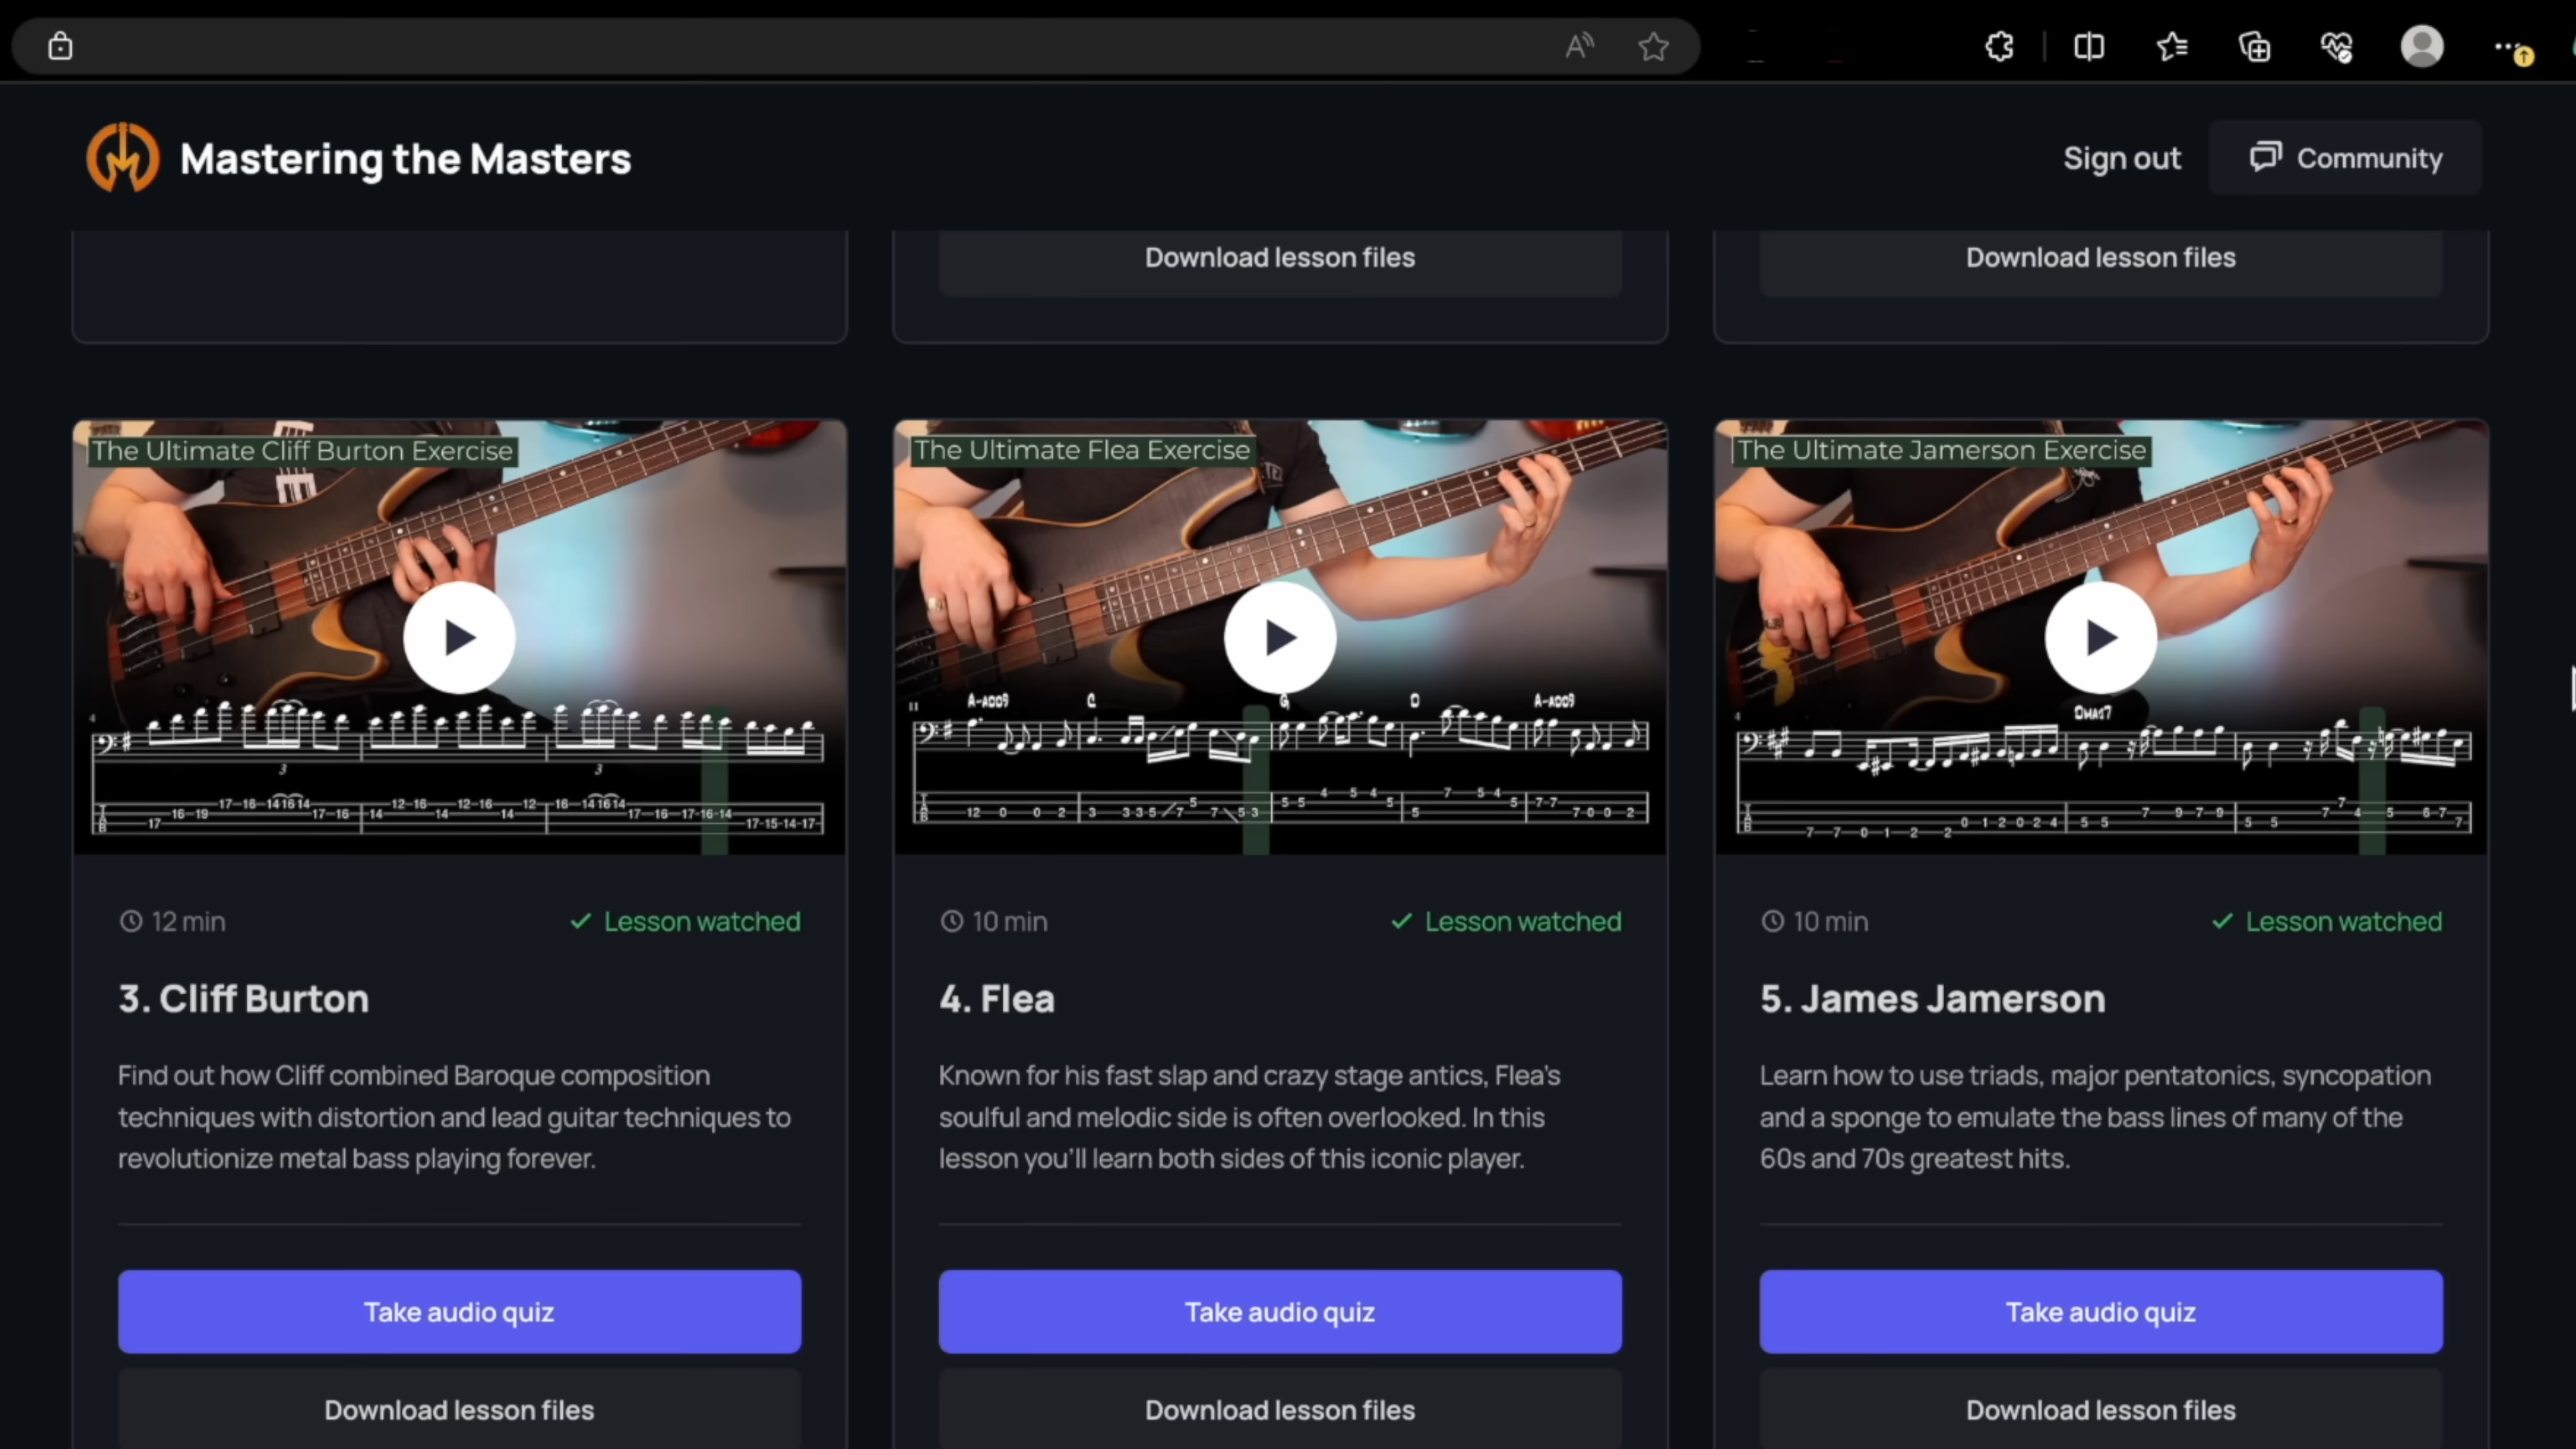 Mastering the Masters
Sign out
Community
Download lesson files
Download lesson files
The Ultimate Cliff Burton Exercise
The Ultimate Flea Exercise
The Ultimate Jamerson Exercise
12 min
Lesson watched
10 min
Lesson watched
10 min
Lesson watched
3. Cliff Burton
4. Flea
5. James Jamerson
Find out how Cliff combined Baroque composition
techniques with distortion and lead guitar techniques to
revolutionize metal bass playing forever.
Known for his fast slap and crazy stage antics, Flea's
soulful and melodic side is often overlooked. In this
lesson you'll learn both sides of this iconic player.
Learn how to use triads, major pentatonics, syncopation
and a sponge to emulate the bass lines of many of the
60s and 70s greatest hits.
Take audio quiz
Take audio quiz
Take audio quiz
Download lesson files
Download lesson files
Download lesson files